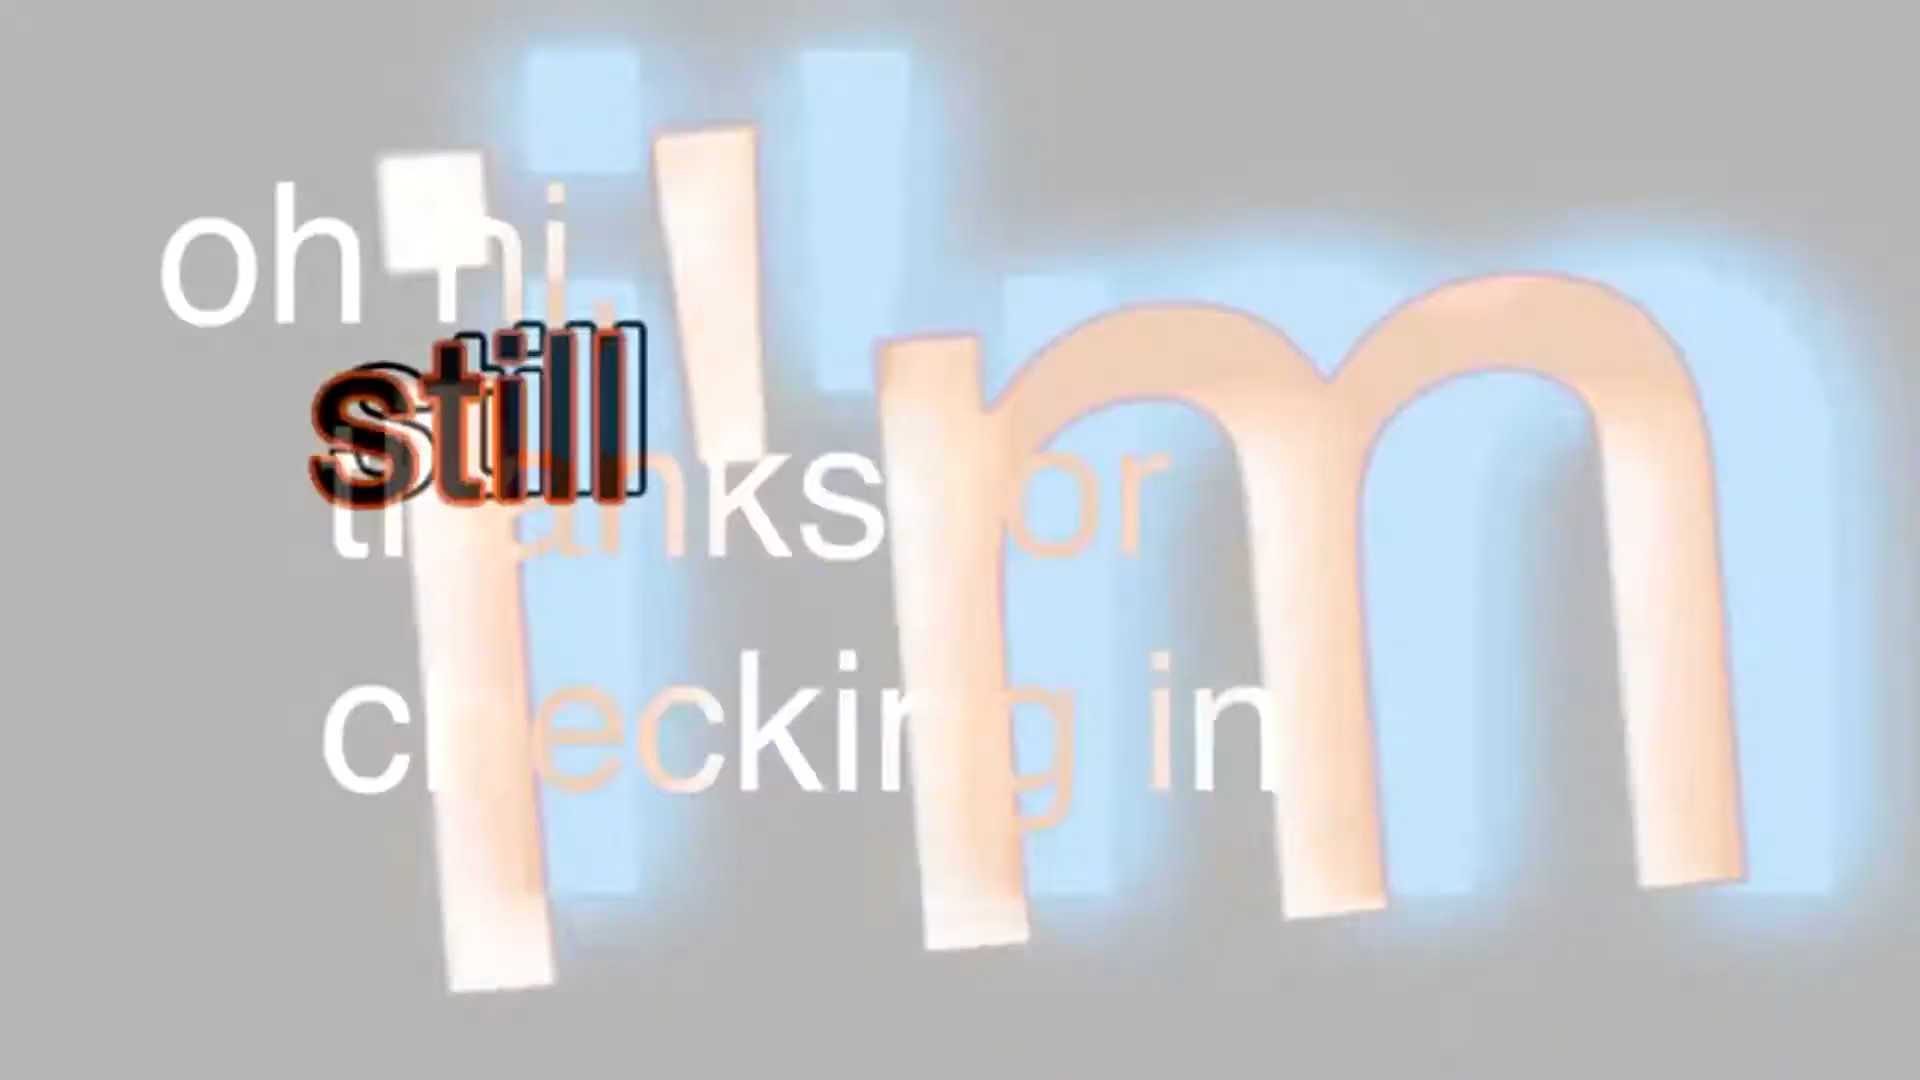 oh hi
thanks for
checking in
i'm
still